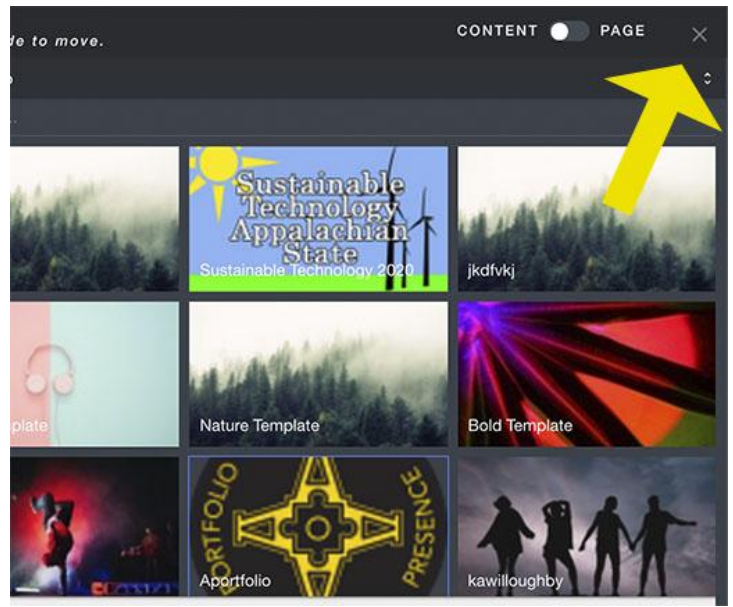 de to move.
CONTENT PAGE
Sustainable
Technology
Appalachian
State
Sustainable Technology 2020
jkdfvkj
plate
Nature Template
Bold Template
PORTFOLIO
PRESENCE
Aportfolio
kawilloughby